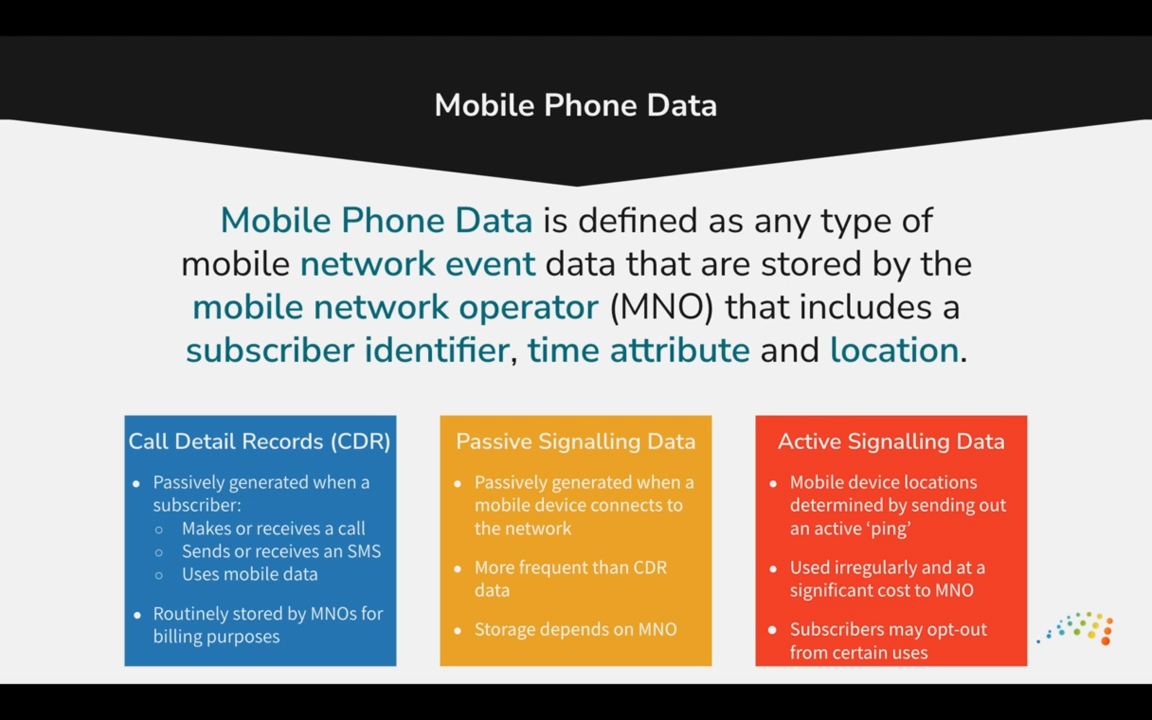 Mobile Phone Data
Mobile Phone Data is defined as any type of
mobile network event data that are stored by the
mobile network operator (MNO) that includes a
subscriber identifier, time attribute and location.
Call Detail Records (CDR)
• Passively generated when a
subscriber:
○ Makes or receives a call
○ Sends or receives an SMS
○ Uses mobile data
• Routinely stored by MNOs for
billing purposes
Passive Signalling Data
• Passively generated when a
mobile device connects to
the network
• More frequent than CDR
data
• Storage depends on MNO
Active Signalling Data
• Mobile device locations
determined by sending out
an active ‘ping’
• Used irregularly and at a
significant cost to MNO
• Subscribers may opt-out
from certain uses